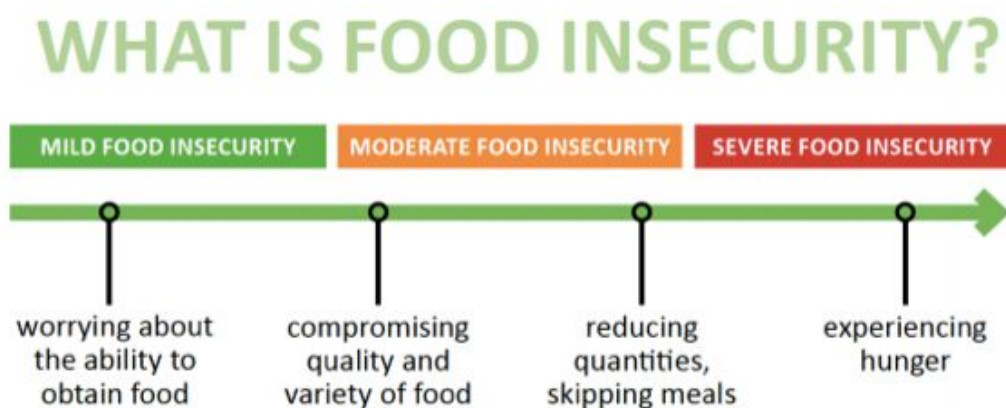 WHAT IS FOOD INSECURITY?
MILD FOOD INSECURITY
MODERATE FOOD INSECURITY
SEVERE FOOD INSECURITY
worrying about
the ability to
obtain food
compromising
quality and
variety of food
reducing
quantities,
skipping meals
experiencing
hunger